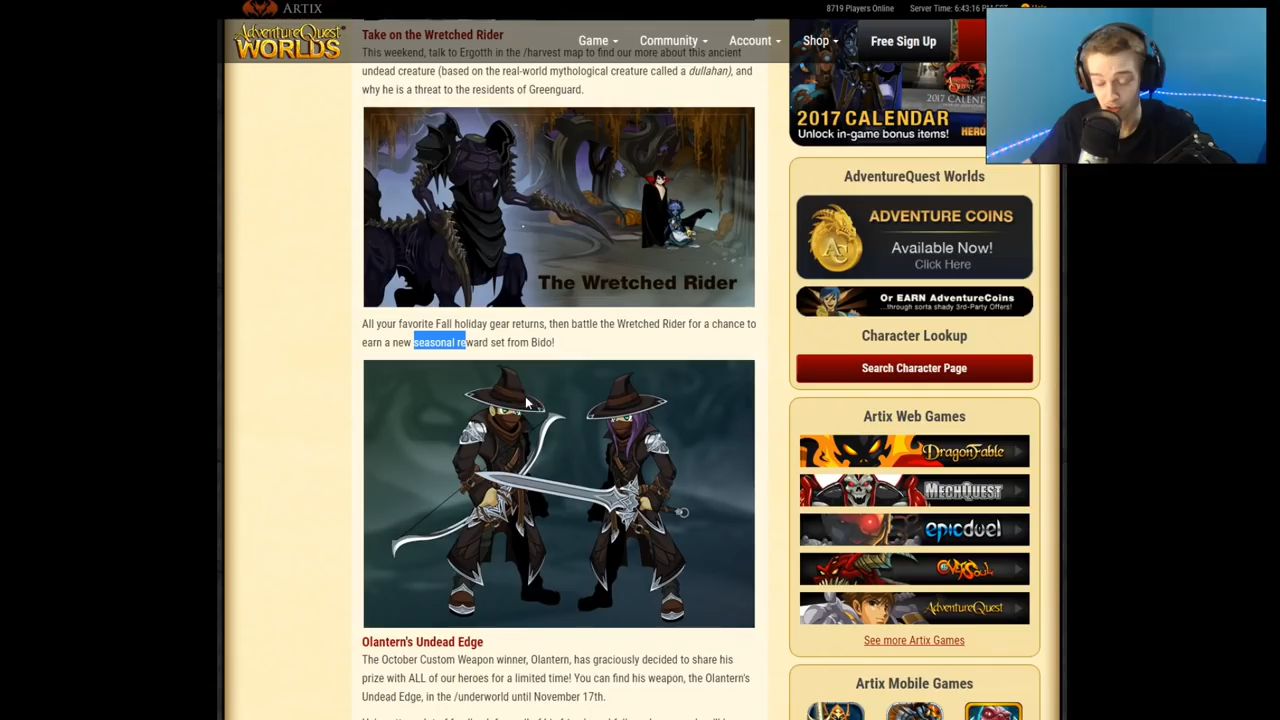 ARTIX
8719 Players Online
Server Time: 6:43:16 PM EST
AdventureQuest
WORLDS
Game
Community
Account
Shop
Free Sign Up
Take on the Wretched Rider
This weekend, talk to Ergotth in the /harvest map to find our more about this ancient
undead creature (based on the real-world mythological creature called a dullahan), and
why he is a threat to the residents of Greenguard.
The Wretched Rider
All your favorite Fall holiday gear returns, then battle the Wretched Rider for a chance to
earn a new seasonal reward set from Bido!
Olantern's Undead Edge
The October Custom Weapon winner, Olantern, has graciously decided to share his
prize with ALL of our heroes for a limited time! You can find his weapon, the Olantern's
Undead Edge, in the /underworld until November 17th.
2017 CALENDAR
Unlock in-game bonus items!
AdventureQuest Worlds
ADVENTURE COINS
Available Now!
Click Here
Or EARN AdventureCoins
...through sorta shady 3rd-Party Offers!
Character Lookup
Search Character Page
Artix Web Games
DragonFable
MECHQUEST
epicduel
OverSoul
AdventureQuest
See more Artix Games
Artix Mobile Games